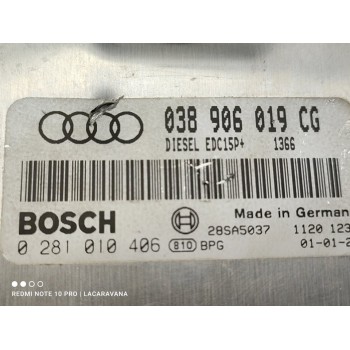 038 906 019 CG
DIESEL EDC15P+ 1366
BOSCH
Made in German
0 281 010 406 810 BPG
28SA5037 1120 123
01-01-2
REDMI NOTE 10 PRO | LACARAVANA